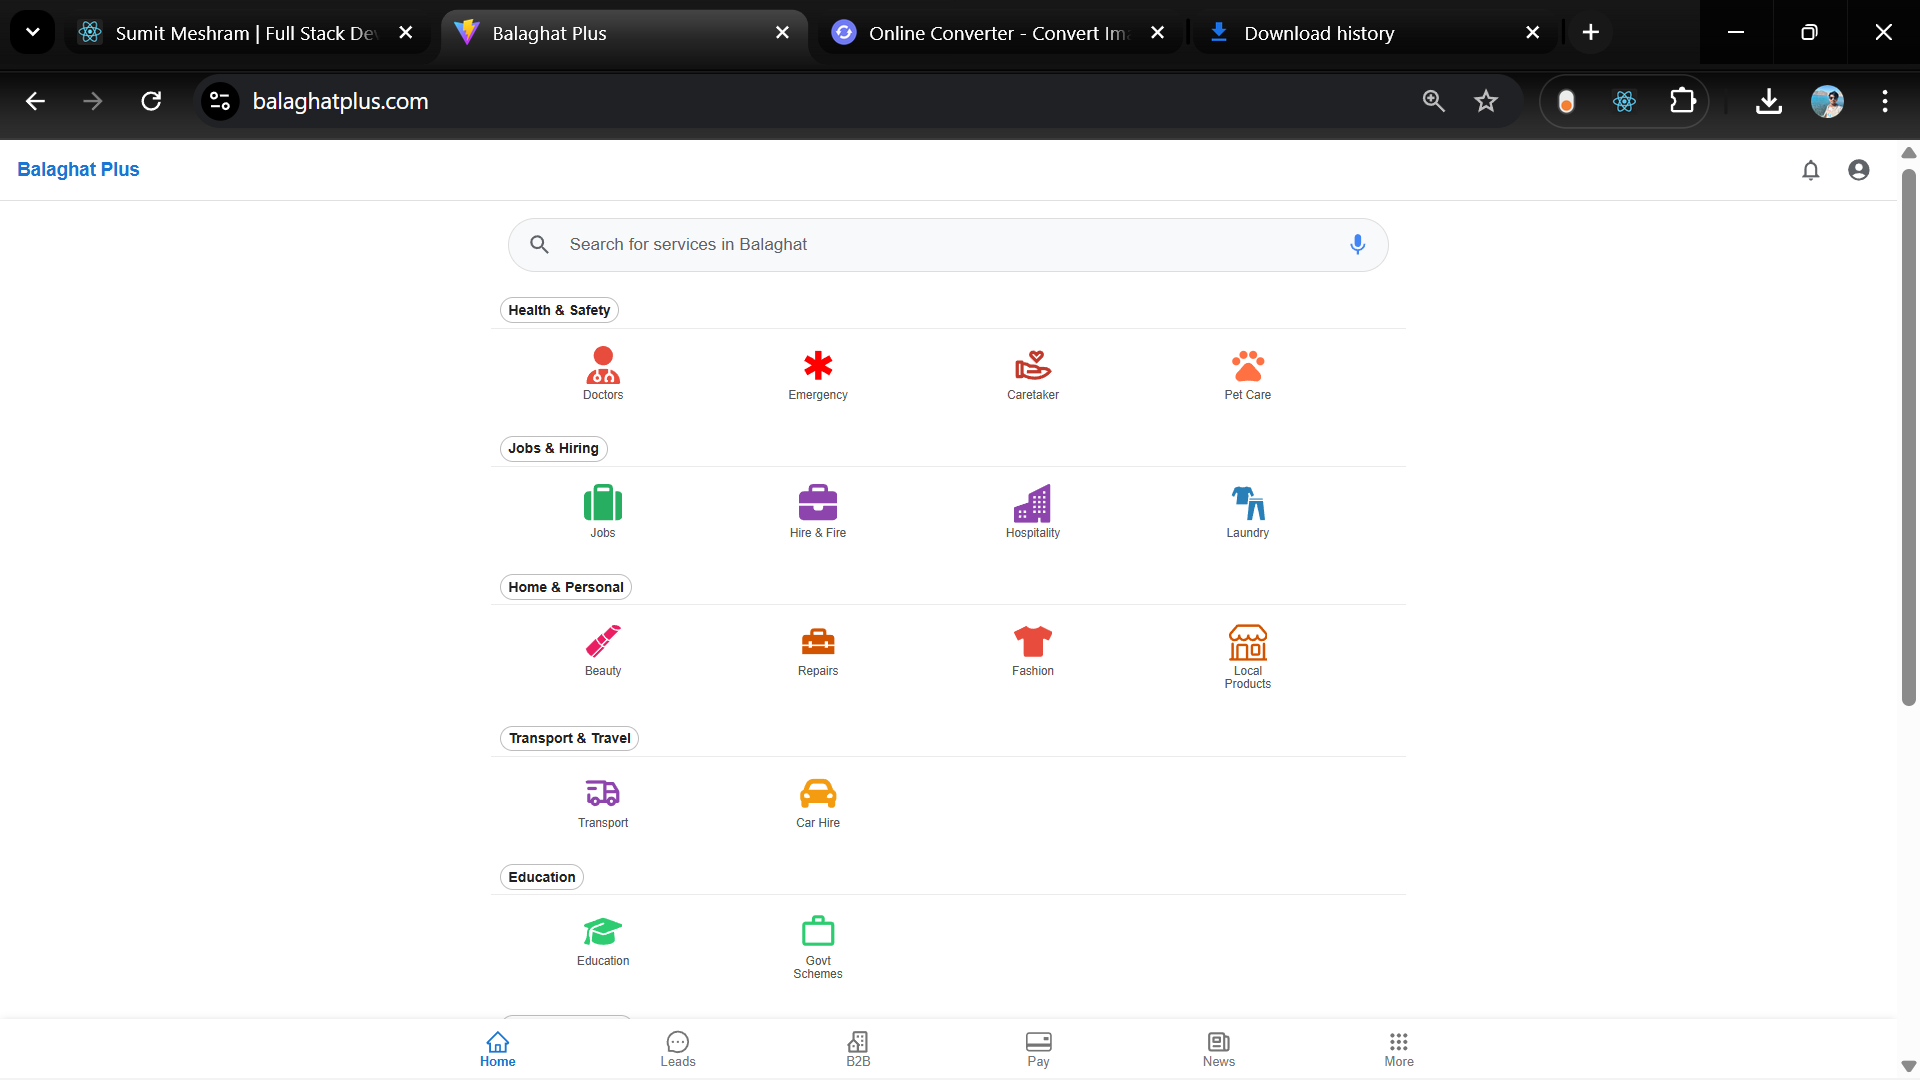 Sumit Meshram | Full Stack De
Balaghat Plus
Online Converter - Convert Im
Download history
balaghatplus.com
Balaghat Plus
Search for services in Balaghat
Health & Safety
Doctors
Emergency
Caretaker
Pet Care
Jobs & Hiring
Jobs
Hire & Fire
Hospitality
Laundry
Home & Personal
Beauty
Repairs
Fashion
Local
Products
Transport & Travel
Transport
Car Hire
Education
Education
Govt
Schemes
Home
Leads
B2B
Pay
News
More